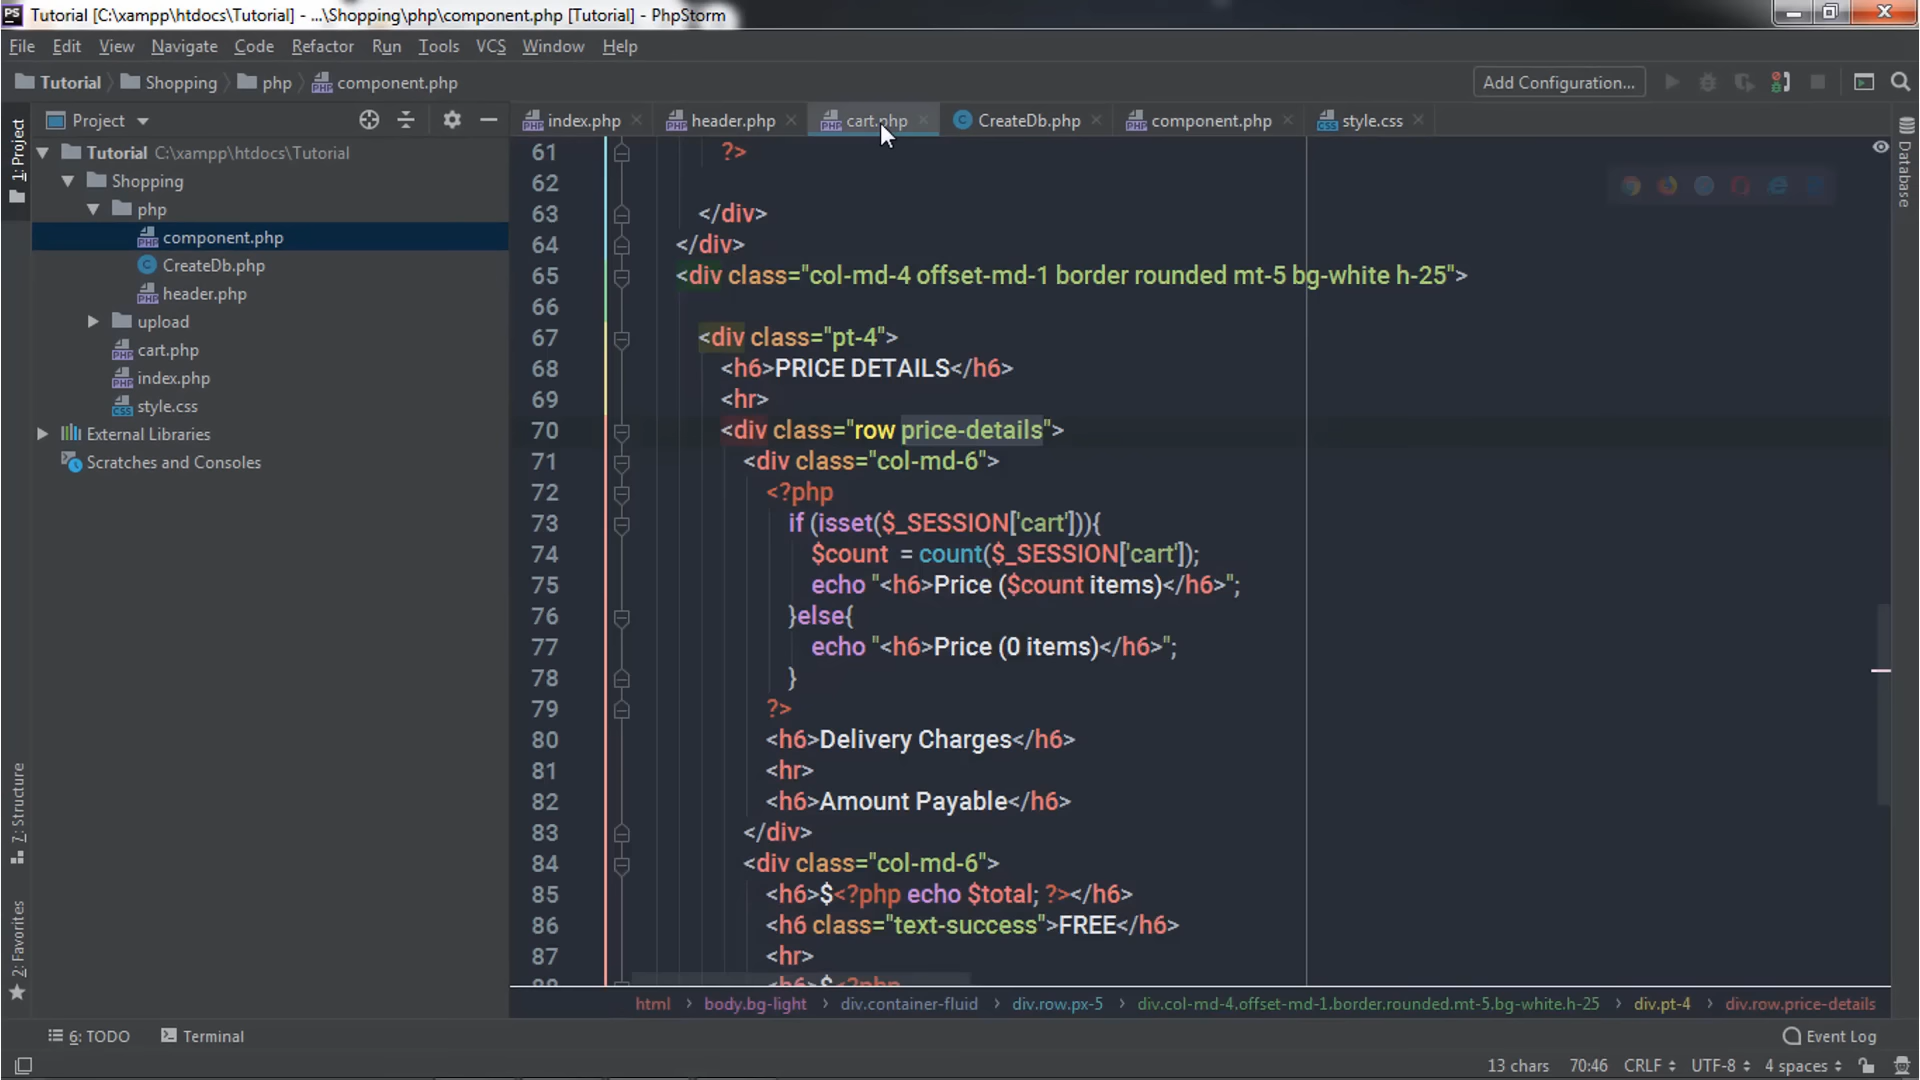 Tutorial [C:\xampp\htdocs\Tutorial] - ...\Shopping\php\component.php [Tutorial] - PhpStorm
File Edit View Navigate Code Refactor Run Tools VCS Window Help
Tutorial Shopping php component.php Add Configuration...
Project index.php header.php cart.php CreateDb.php component.php style.css
1: Project
Database
Tutorial C:\xampp\htdocs\Tutorial
Shopping
php
component.php
CreateDb.php
header.php
upload
cart.php
index.php
style.css
External Libraries
Scratches and Consoles
7: Structure
2: Favorites
61 ?>
62
63 </div>
64 </div>
65 <div class="col-md-4 offset-md-1 border rounded mt-5 bg-white h-25">
66
67 <div class="pt-4">
68 <h6>PRICE DETAILS</h6>
69 <hr>
70 <div class="row price-details">
71 <div class="col-md-6">
72 <?php
73 if (isset($_SESSION['cart'])){
74 $count = count($_SESSION['cart']);
75 echo "<h6>Price ($count items)</h6>";
76 }else{
77 echo "<h6>Price (0 items)</h6>";
78 }
79 ?>
80 <h6>Delivery Charges</h6>
81 <hr>
82 <h6>Amount Payable</h6>
83 </div>
84 <div class="col-md-6">
85 <h6>$<?php echo $total; ?></h6>
86 <h6 class="text-success">FREE</h6>
87 <hr>
88 <h6>$<?php
html body.bg-light div.container-fluid div.row.px-5 div.col-md-4.offset-md-1.border.rounded.mt-5.bg-white.h-25 div.pt-4 div.row.price-details
6: TODO Terminal Event Log
13 chars 70:46 CRLF UTF-8 4 spaces